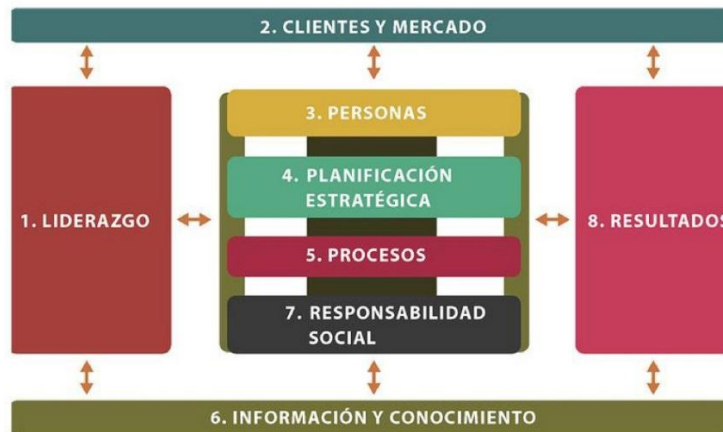 2. CLIENTES Y MERCADO
1. LIDERAZGO
3. PERSONAS
4. PLANIFICACIÓN
ESTRATÉGICA
5. PROCESOS
7. RESPONSABILIDAD
SOCIAL
8. RESULTADOS
6. INFORMACIÓN Y CONOCIMIENTO